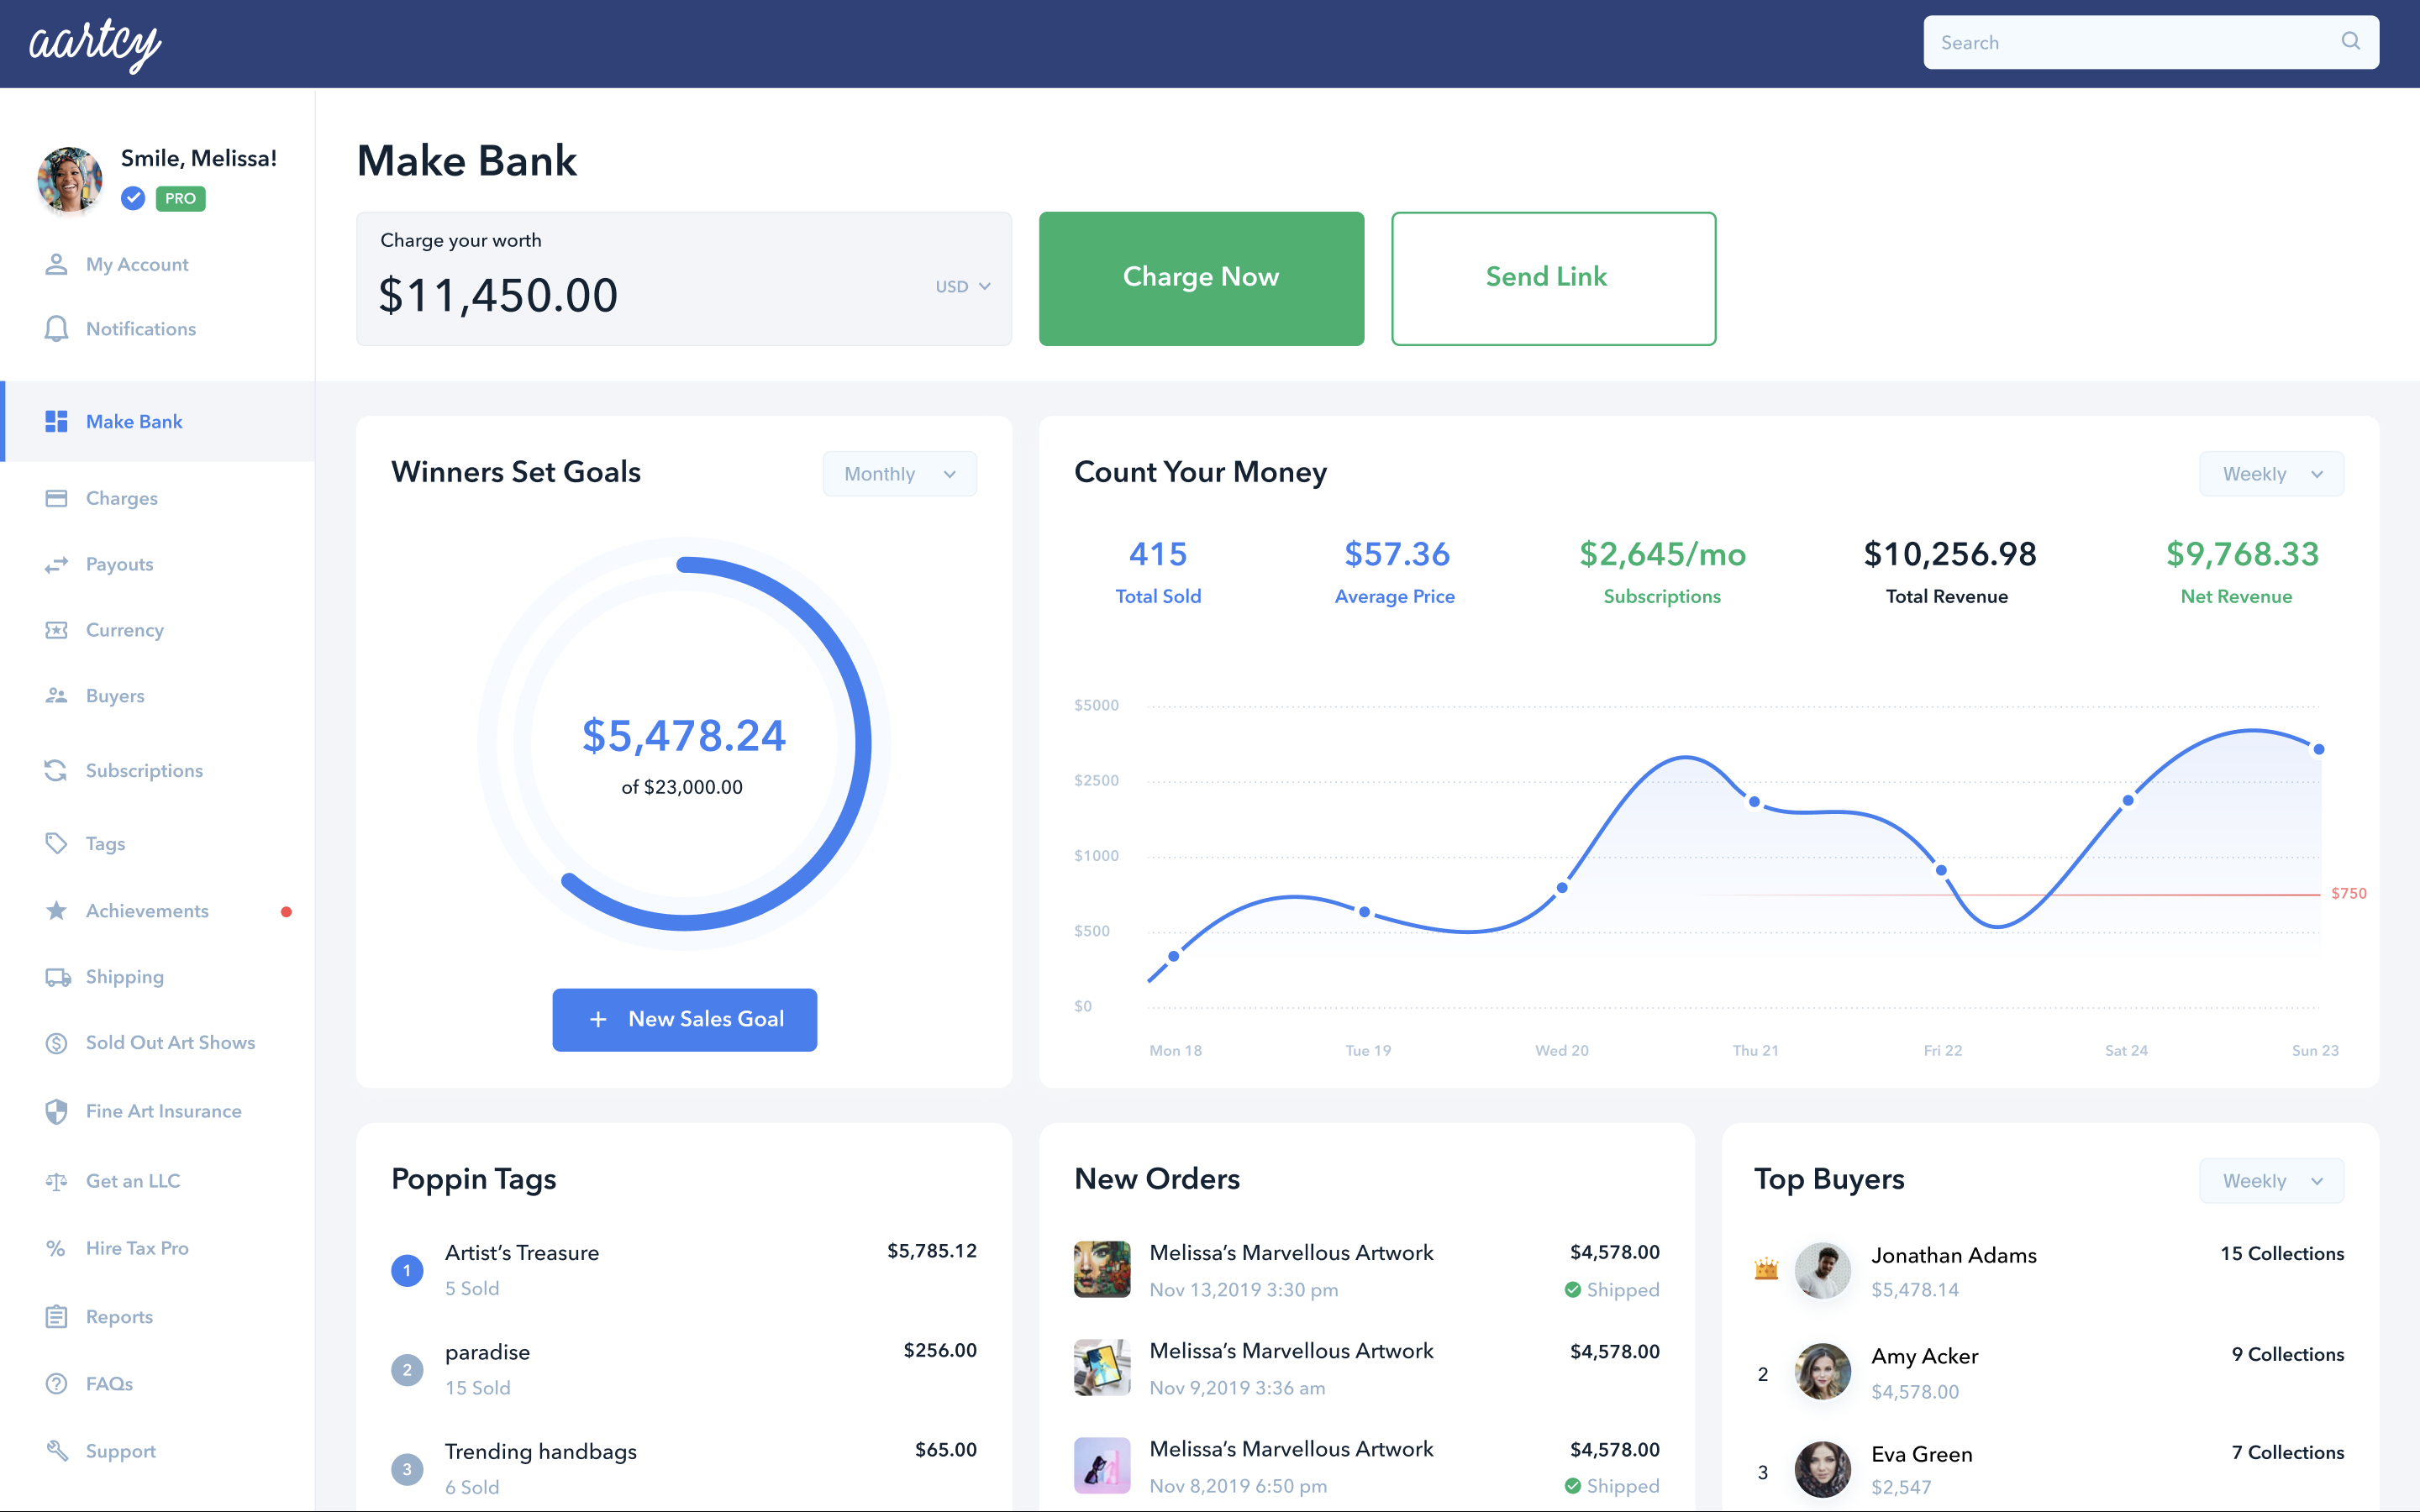 aartcy
Search
Smile, Melissa!
PRO
My Account
Notifications
Make Bank
Charges
Payouts
Currency
Buyers
Subscriptions
Tags
Achievements
Shipping
Sold Out Art Shows
Fine Art Insurance
Get an LLC
Hire Tax Pro
Reports
FAQs
Support
Make Bank
Charge your worth
$11,450.00
USD
Charge Now
Send Link
Winners Set Goals
Monthly
$5,478.24
of $23,000.00
+ New Sales Goal
Count Your Money
Weekly
415
Total Sold
$57.36
Average Price
$2,645/mo
Subscriptions
$10,256.98
Total Revenue
$9,768.33
Net Revenue
$5000
$2500
$1000
$750
$500
$0
Mon 18 Tue 19 Wed 20 Thu 21 Fri 22 Sat 24 Sun 23
Poppin Tags
1 Artist’s Treasure $5,785.12
5 Sold
2 paradise $256.00
15 Sold
3 Trending handbags $65.00
6 Sold
New Orders
Melissa’s Marvellous Artwork $4,578.00
Nov 13,2019 3:30 pm Shipped
Melissa’s Marvellous Artwork $4,578.00
Nov 9,2019 3:36 am
Melissa’s Marvellous Artwork $4,578.00
Nov 8,2019 6:50 pm Shipped
Top Buyers
Weekly
Jonathan Adams 15 Collections
$5,478.14
2 Amy Acker 9 Collections
$4,578.00
3 Eva Green 7 Collections
$2,547